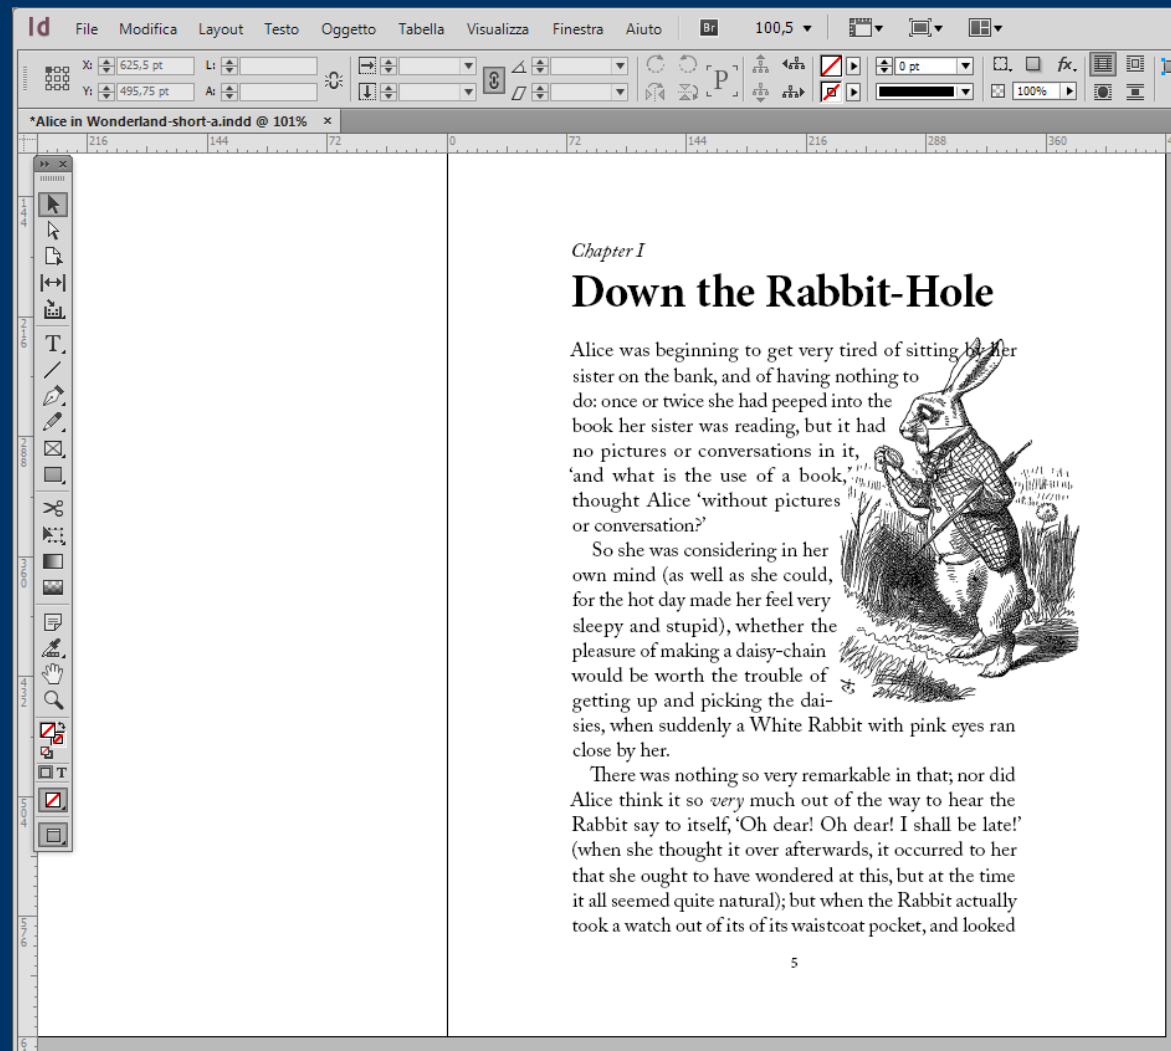 Id File Modifica Layout Testo Oggetto Tabella Visualizza Finestra Aiuto Br 100,5
X: 625,5 pt L: 0 pt fx.
Y: 495,75 pt A: P 100%
*Alice in Wonderland-short-a.indd @ 101% ×
216 144 72 0 72 144 216 288 360
144
216
288
360
432
504
576
T
T
Chapter I
Down the Rabbit-Hole
Alice was beginning to get very tired of sitting by her
sister on the bank, and of having nothing to
do: once or twice she had peeped into the
book her sister was reading, but it had
no pictures or conversations in it,
‘and what is the use of a book,’
thought Alice ‘without pictures
or conversation?’
So she was considering in her
own mind (as well as she could,
for the hot day made her feel very
sleepy and stupid), whether the
pleasure of making a daisy-chain
would be worth the trouble of
getting up and picking the dai-
sies, when suddenly a White Rabbit with pink eyes ran
close by her.
There was nothing so very remarkable in that; nor did
Alice think it so very much out of the way to hear the
Rabbit say to itself, ‘Oh dear! Oh dear! I shall be late!’
(when she thought it over afterwards, it occurred to her
that she ought to have wondered at this, but at the time
it all seemed quite natural); but when the Rabbit actually
took a watch out of its of its waistcoat pocket, and looked
5